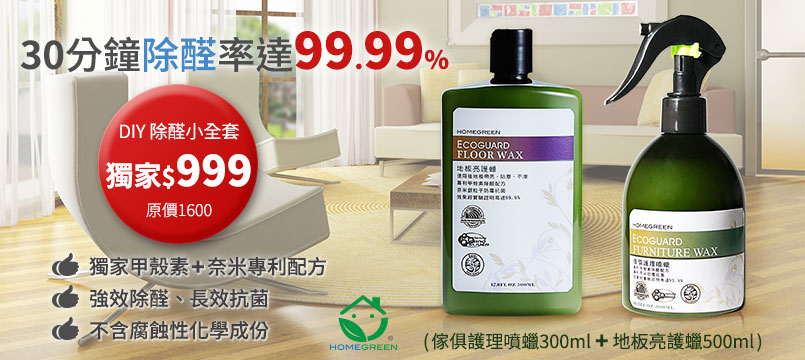 30分鐘除醛率達99.99%
DIY 除醛小全套
獨家$999
原價1600
獨家甲殼素+奈米專利配方
強效除醛、長效抗菌
不含腐蝕性化學成份
HOMEGREEN
HOMEGREEN
ECOGUARD
FLOOR WAX
地板亮護蠟
HOMEGREEN
ECOGUARD
FURNITURE WAX
傢俱護理噴蠟
(傢俱護理噴蠟300ml+地板亮護蠟500ml)